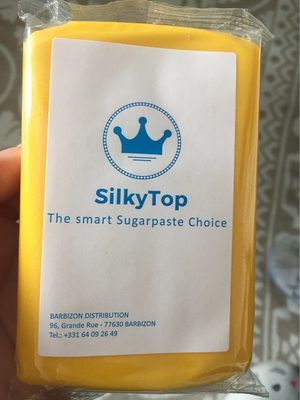 SilkyTop
The smart Sugarpaste Choice
BARBIZON DISTRIBUTION
96, Grande Rue - 77630 BARBIZON
Tel.: +331 64 09 26 49